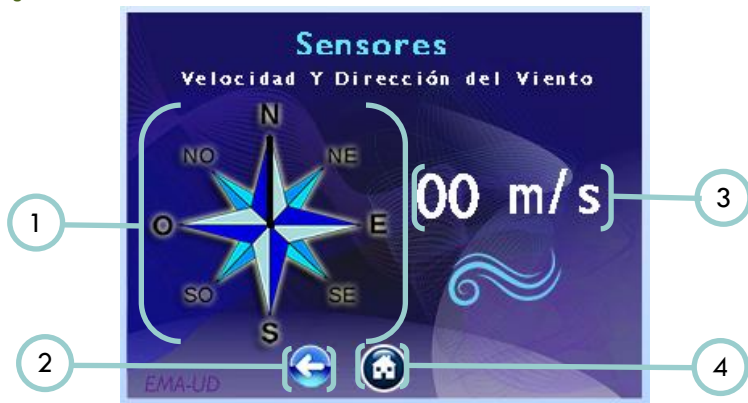 Sensores
Velocidad Y Dirección del Viento
N
NO
NE
00 m/s
3
1
O
E
SO
SE
S
2
4
EMA-UD